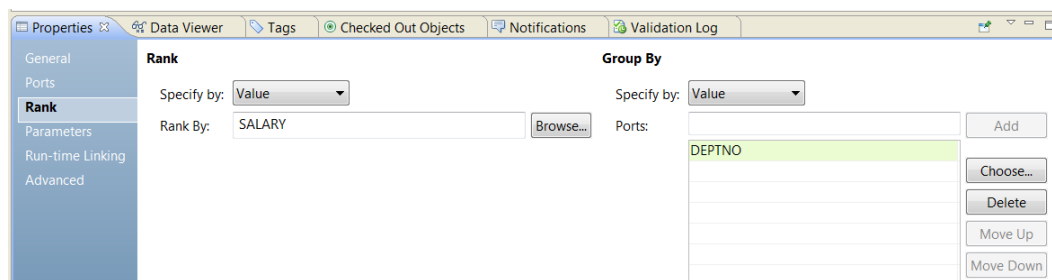 Properties Data Viewer Tags Checked Out Objects Notifications Validation Log
General
Ports
Rank
Parameters
Run-time Linking
Advanced
Rank
Specify by: Value
Rank By: SALARY Browse...
Group By
Specify by: Value
Ports: Add
DEPTNO
Choose...
Delete
Move Up
Move Down